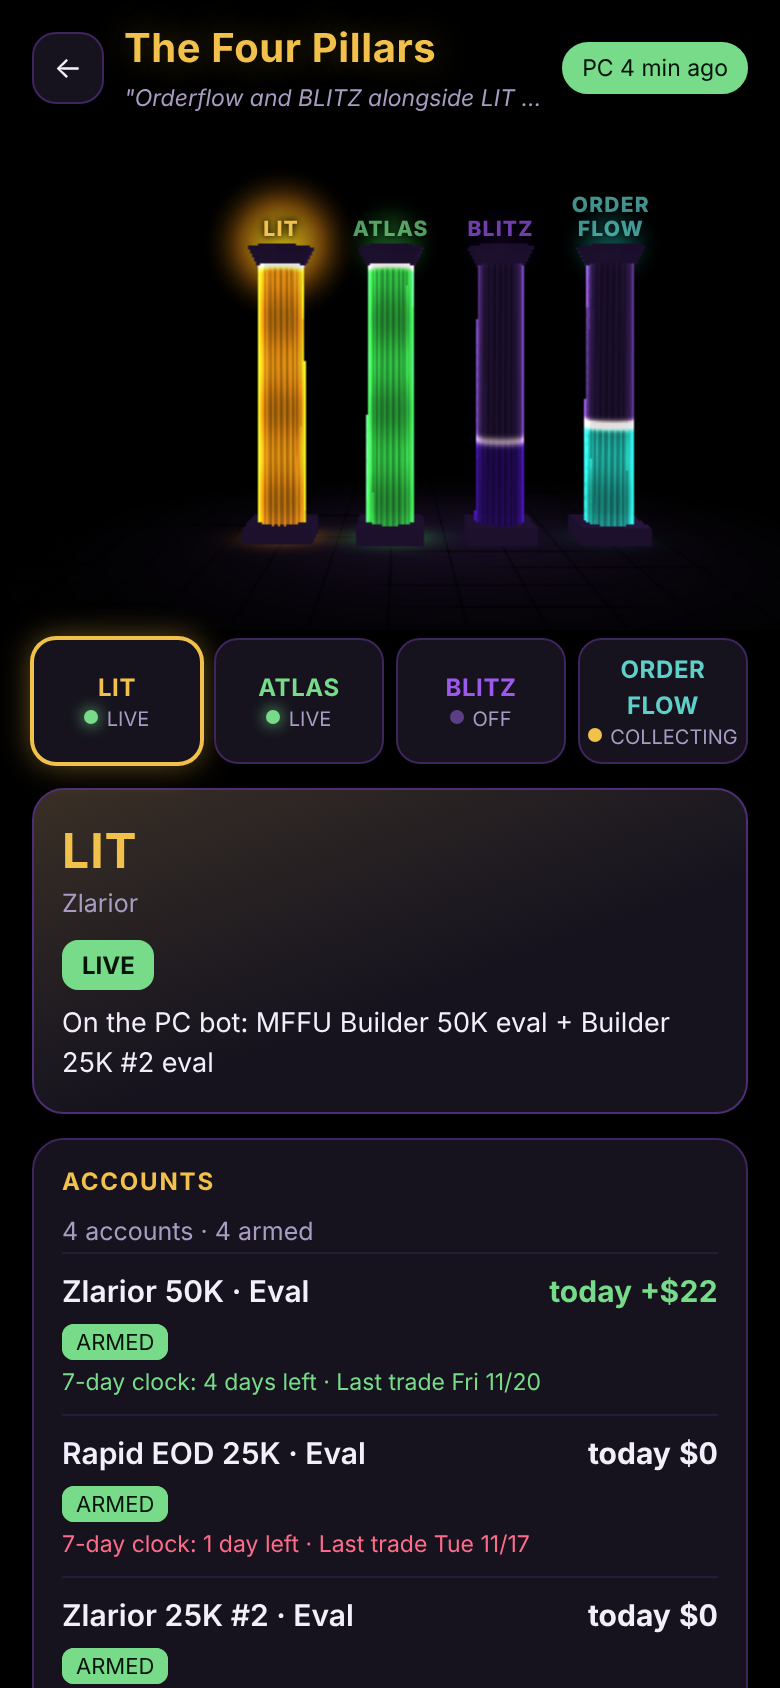 ←
The Four Pillars
"Orderflow and BLITZ alongside LIT ...
PC 4 min ago
LIT
ATLAS
BLITZ
ORDER
FLOW
LIT
LIVE
ATLAS
LIVE
BLITZ
OFF
ORDER
FLOW
COLLECTING
LIT
Zlarior
LIVE
On the PC bot: MFFU Builder 50K eval + Builder
25K #2 eval
ACCOUNTS
4 accounts · 4 armed
Zlarior 50K · Eval
today +$22
ARMED
7-day clock: 4 days left · Last trade Fri 11/20
Rapid EOD 25K · Eval
today $0
ARMED
7-day clock: 1 day left · Last trade Tue 11/17
Zlarior 25K #2 · Eval
today $0
ARMED